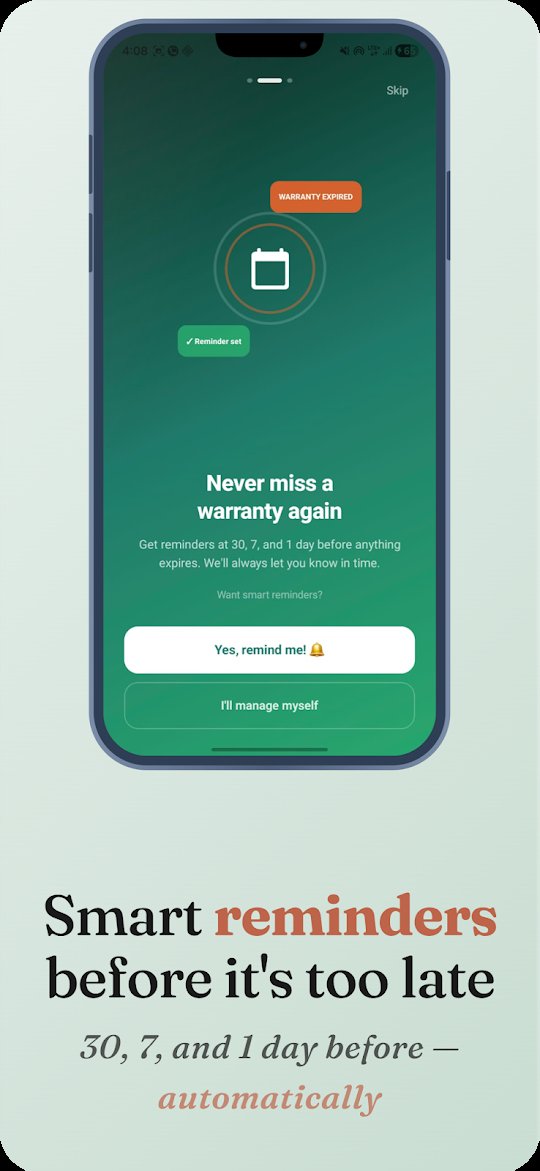 4:08
Skip
WARRANTY EXPIRED
✓ Reminder set
Never miss a
warranty again
Get reminders at 30, 7, and 1 day before anything
expires. We'll always let you know in time.
Want smart reminders?
Yes, remind me! 🔔
I'll manage myself
Smart reminders
before it's too late
30, 7, and 1 day before —
automatically